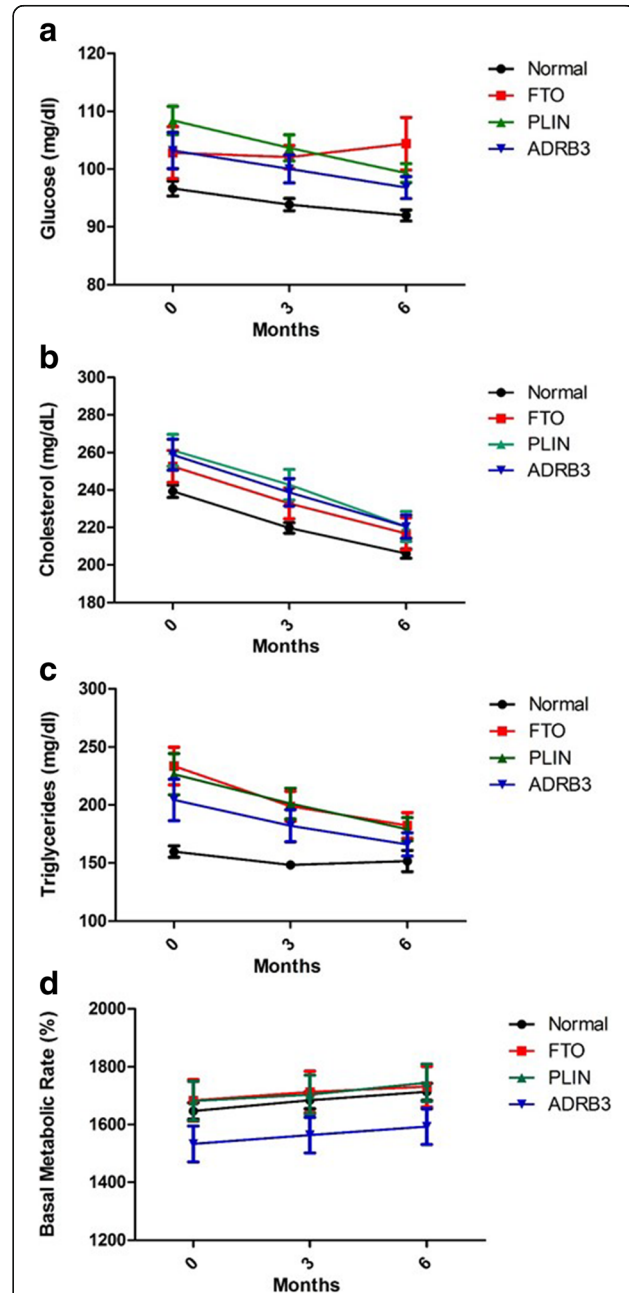 a
120
110
100
90
80
Glucose (mg/dl)
0
3
6
Months
Normal
FTO
PLIN
ADRB3
b
300
280
260
240
220
200
180
Cholesterol (mg/dL)
0
3
6
Months
Normal
FTO
PLIN
ADRB3
c
300
250
200
150
100
Triglycerides (mg/dl)
0
3
6
Months
Normal
FTO
PLIN
ADRB3
d
2000
1800
1600
1400
1200
Basal Metabolic Rate (%)
0
3
6
Months
Normal
FTO
PLIN
ADRB3